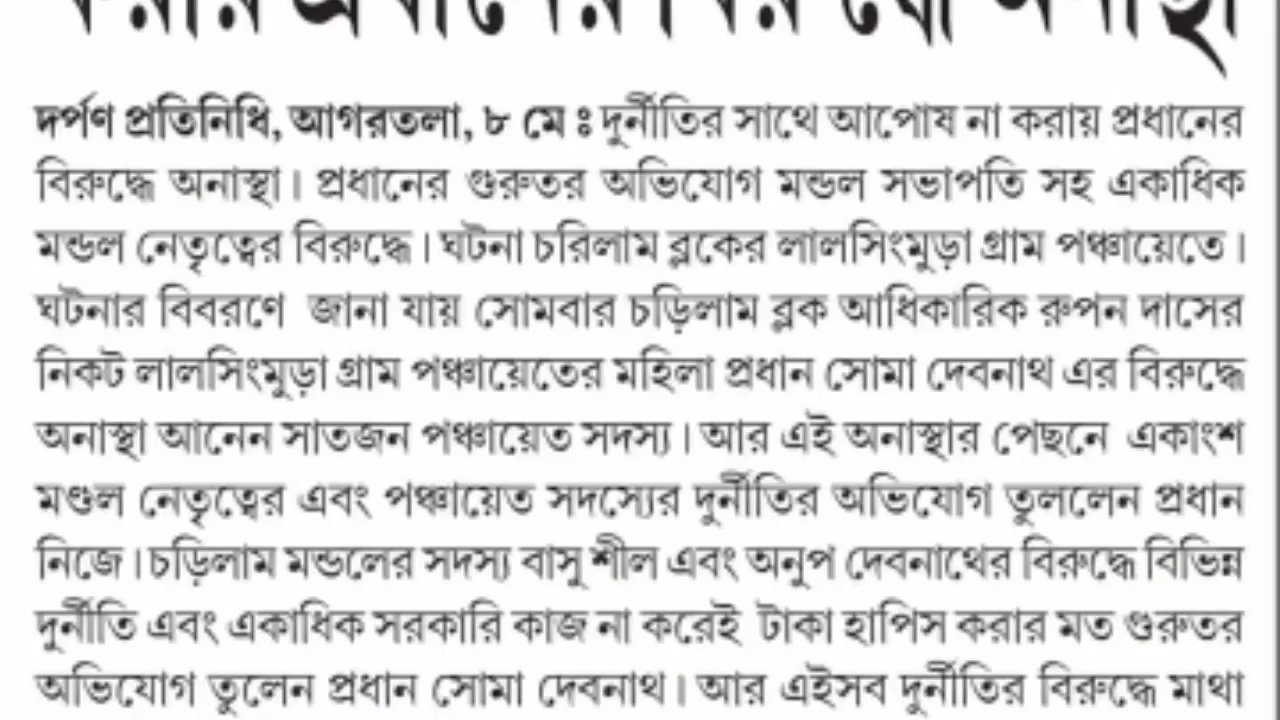 দর্পণ প্রতিনিধি, আগরতলা, ৮ মে ঃ দুর্নীতির সাথে আপোষ না করায় প্রধানের
বিরুদ্ধে অনাস্থা। প্রধানের গুরুতর অভিযোগ মন্ডল সভাপতি সহ একাধিক
মন্ডল নেতৃত্বের বিরুদ্ধে। ঘটনা চরিলাম ব্লকের লালসিংমুড়া গ্রাম পঞ্চায়েতে।
ঘটনার বিবরণে জানা যায় সোমবার চড়িলাম ব্লক আধিকারিক রুপন দাসের
নিকট লালসিংমুড়া গ্রাম পঞ্চায়েতের মহিলা প্রধান সোমা দেবনাথ এর বিরুদ্ধে
অনাস্থা আনেন সাতজন পঞ্চায়েত সদস্য। আর এই অনাস্থার পেছনে একাংশ
মণ্ডল নেতৃত্বের এবং পঞ্চায়েত সদস্যের দুর্নীতির অভিযোগ তুললেন প্রধান
নিজে। চড়িলাম মন্ডলের সদস্য বাসু শীল এবং অনুপ দেবনাথের বিরুদ্ধে বিভিন্ন
দুর্নীতি এবং একাধিক সরকারি কাজ না করেই টাকা হাপিস করার মত গুরুতর
অভিযোগ তুলেন প্রধান সোমা দেবনাথ। আর এইসব দুর্নীতির বিরুদ্ধে মাথা